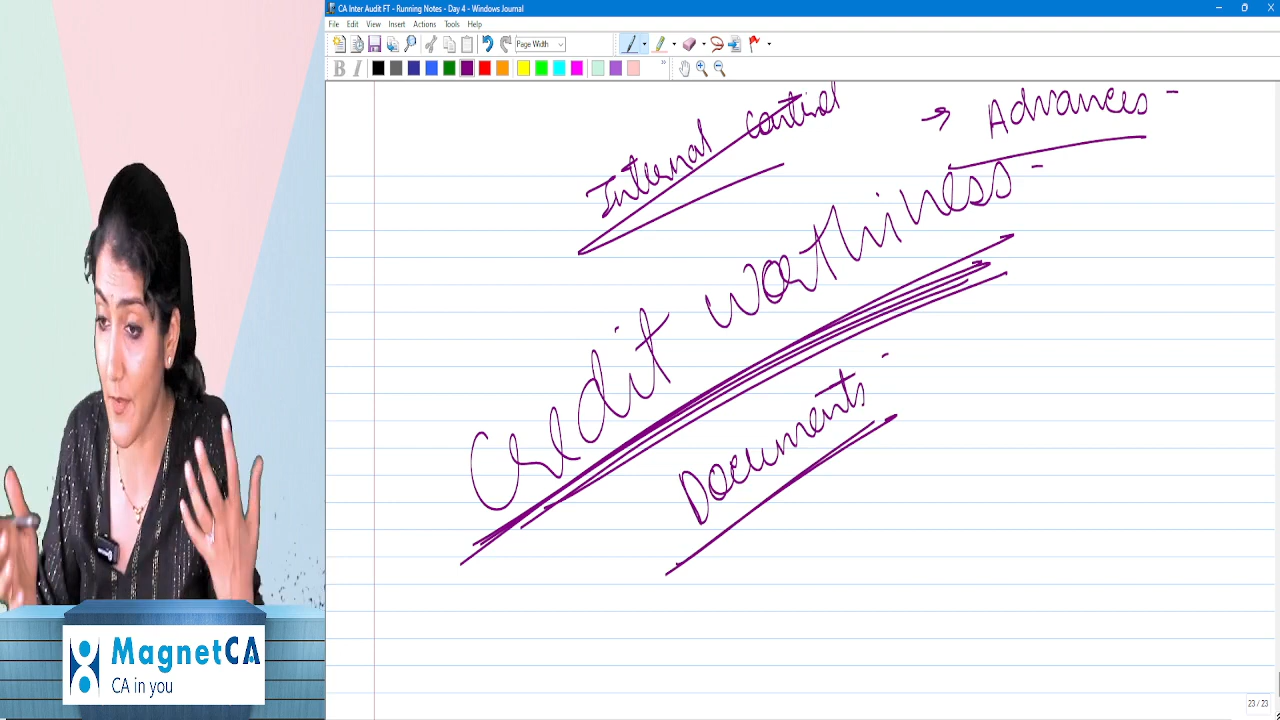 CA Inter Audit FT - Running Notes - Day 4 - Windows Journal
File Edit View Insert Actions Tools Help
Page Width
B I
Internal control
→ Advances -
Credit worthiness -
Documents -
MagnetCA
CA in you
23 / 23